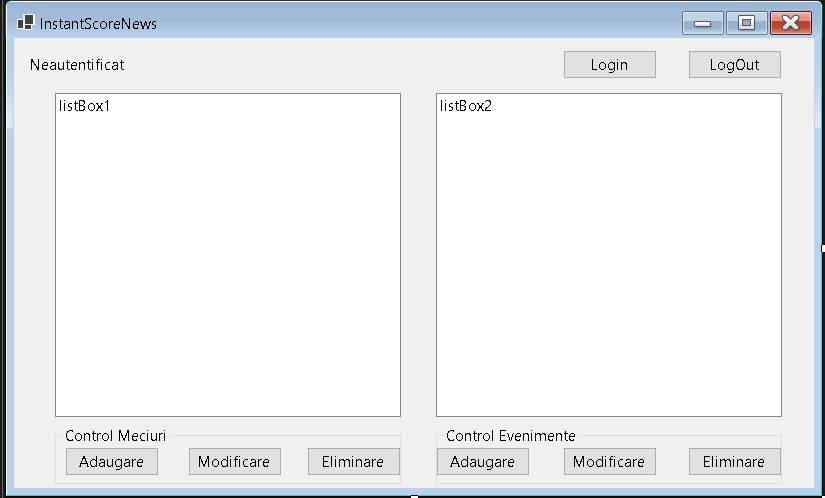 InstantScoreNews
Neautentificat Login LogOut
listBox1 listBox2
Control Meciuri Control Evenimente
Adaugare Modificare Eliminare Adaugare Modificare Eliminare